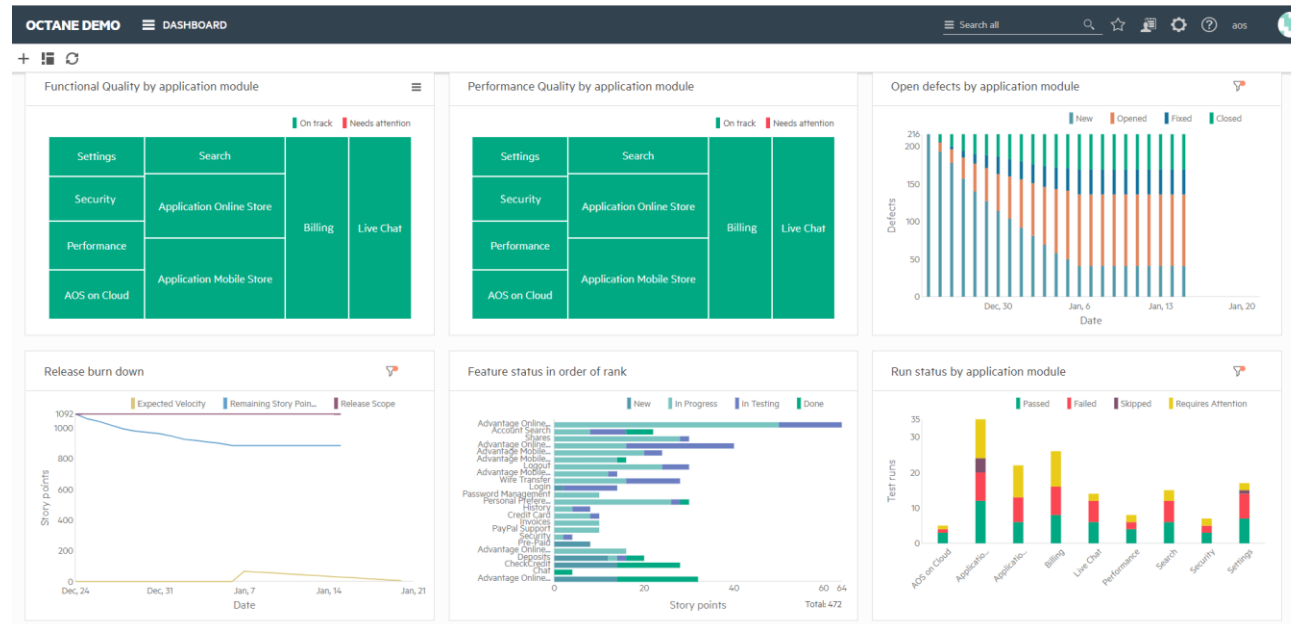 OCTANE DEMO DASHBOARD Search all aos
Functional Quality by application module
On track Needs attention
Settings
Security
Performance
AOS on Cloud
Search
Application Online Store
Application Mobile Store
Billing
Live Chat
Performance Quality by application module
On track Needs attention
Settings
Security
Performance
AOS on Cloud
Search
Application Online Store
Application Mobile Store
Billing
Live Chat
Open defects by application module
New Opened Fixed Closed
216
200
150
100
50
0
Defects
Dec, 30 Jan, 6 Jan, 13 Jan, 20
Date
Release burn down
Expected Velocity Remaining Story Poin... Release Scope
1092
1000
800
600
400
200
0
Story points
Dec, 24 Dec, 31 Jan, 7 Jan, 14 Jan, 21
Date
Feature status in order of rank
New In Progress In Testing Done
Advantage Online...
Account Search
Shares
Advantage Online...
Advantage Mobile...
Advantage Mobile...
Logout
Advantage Mobile...
Wire Transfer
Login
Password Management
Personal Prefere...
History
Credit Card
Invoices
PayPal Support
Security
Pre-Paid
Advantage Online...
Deposits
CheckCredit
Chat
Advantage Online...
0 20 40 60 64
Story points
Total: 472
Run status by application module
Passed Failed Skipped Requires Attention
35
30
20
10
0
Test runs
AOS on Cloud
Applicatio...
Applicatio...
Billing
Live Chat
Performance
Search
Security
Settings